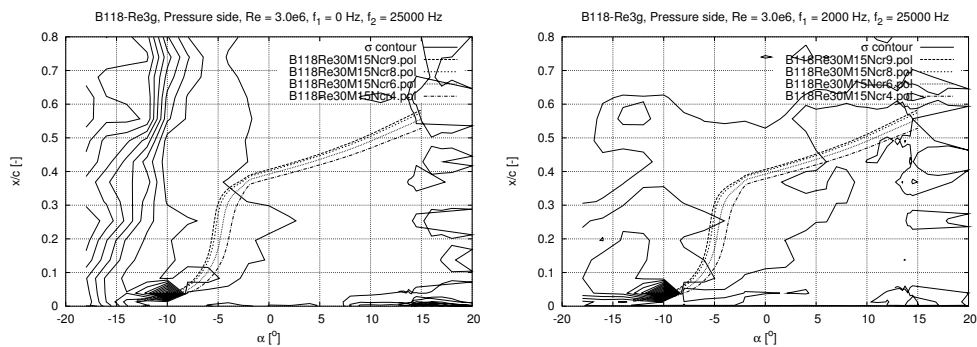 B118-Re3g, Pressure side, Re = 3.0e6, f1 = 0 Hz, f2 = 25000 Hz
σ contour
B118Re30M15Ncr9.pol
B118Re30M15Ncr8.pol
B118Re30M15Ncr6.pol
B118Re30M15Ncr4.pol
x/c [-]
0.8
0.7
0.6
0.5
0.4
0.3
0.2
0.1
0
-20 -15 -10 -5 0 5 10 15 20
α [o]
B118-Re3g, Pressure side, Re = 3.0e6, f1 = 2000 Hz, f2 = 25000 Hz
σ contour
B118Re30M15Ncr9.pol
B118Re30M15Ncr8.pol
B118Re30M15Ncr6.pol
B118Re30M15Ncr4.pol
x/c [-]
0.8
0.7
0.6
0.5
0.4
0.3
0.2
0.1
0
-20 -15 -10 -5 0 5 10 15 20
α [o]